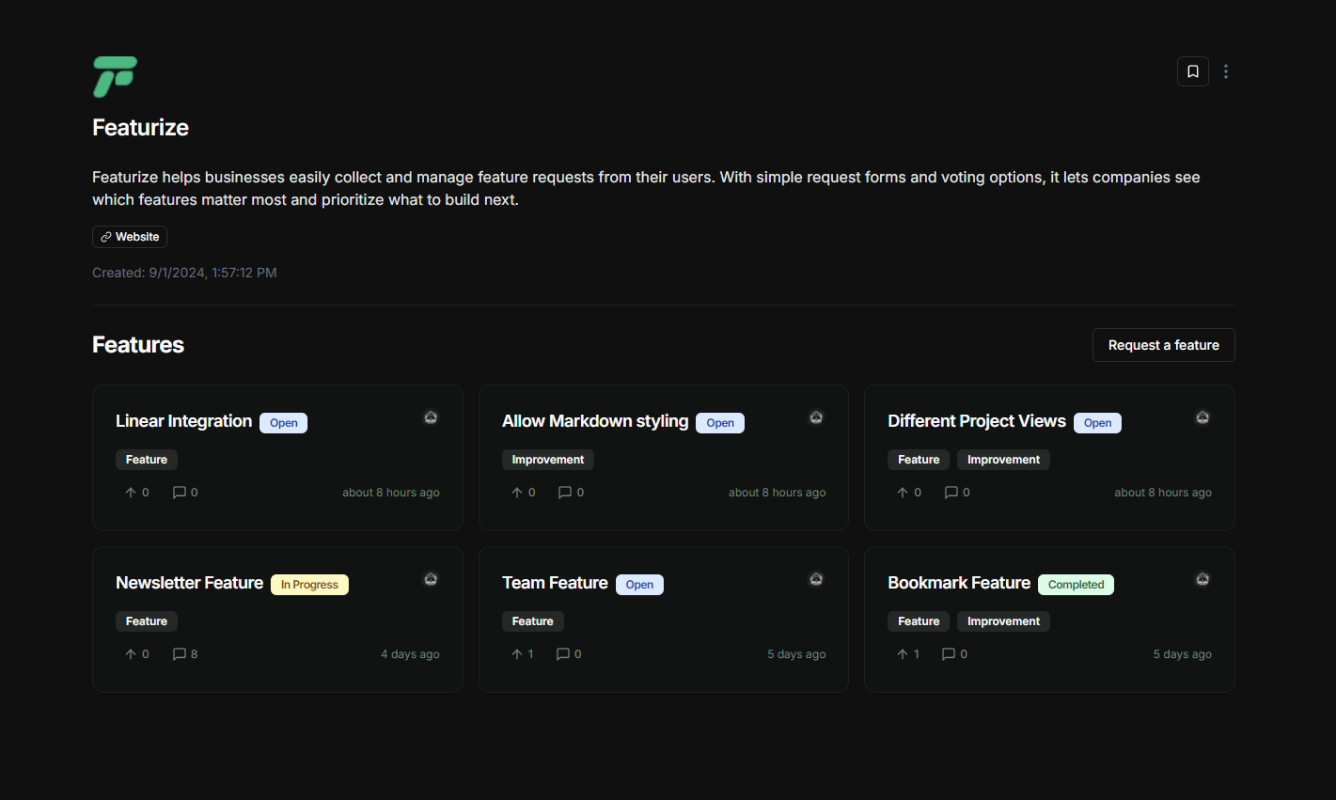 Featurize
Featurize helps businesses easily collect and manage feature requests from their users. With simple request forms and voting options, it lets companies see
which features matter most and prioritize what to build next.
Website
Created: 9/1/2024, 1:57:12 PM
Features
Request a feature
Linear Integration Open
Feature
0 0 about 8 hours ago
Allow Markdown styling Open
Improvement
0 0 about 8 hours ago
Different Project Views Open
Feature Improvement
0 0 about 8 hours ago
Newsletter Feature In Progress
Feature
0 8 4 days ago
Team Feature Open
Feature
1 0 5 days ago
Bookmark Feature Completed
Feature Improvement
1 0 5 days ago